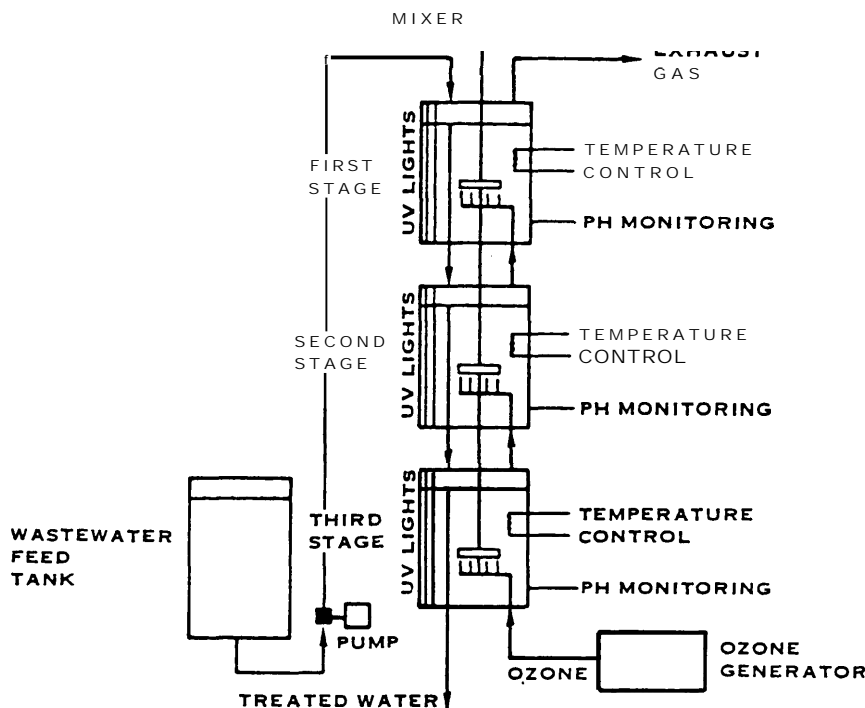 MIXER
EXHAUST
GAS
UV LIGHTS
FIRST
STAGE
TEMPERATURE
CONTROL
PH MONITORING
UV LIGHTS
SECOND
STAGE
TEMPERATURE
CONTROL
PH MONITORING
UV LIGHTS
THIRD
STAGE
TEMPERATURE
CONTROL
PH MONITORING
WASTEWATER
FEED
TANK
PUMP
OZONE
OZONE
GENERATOR
TREATED WATER